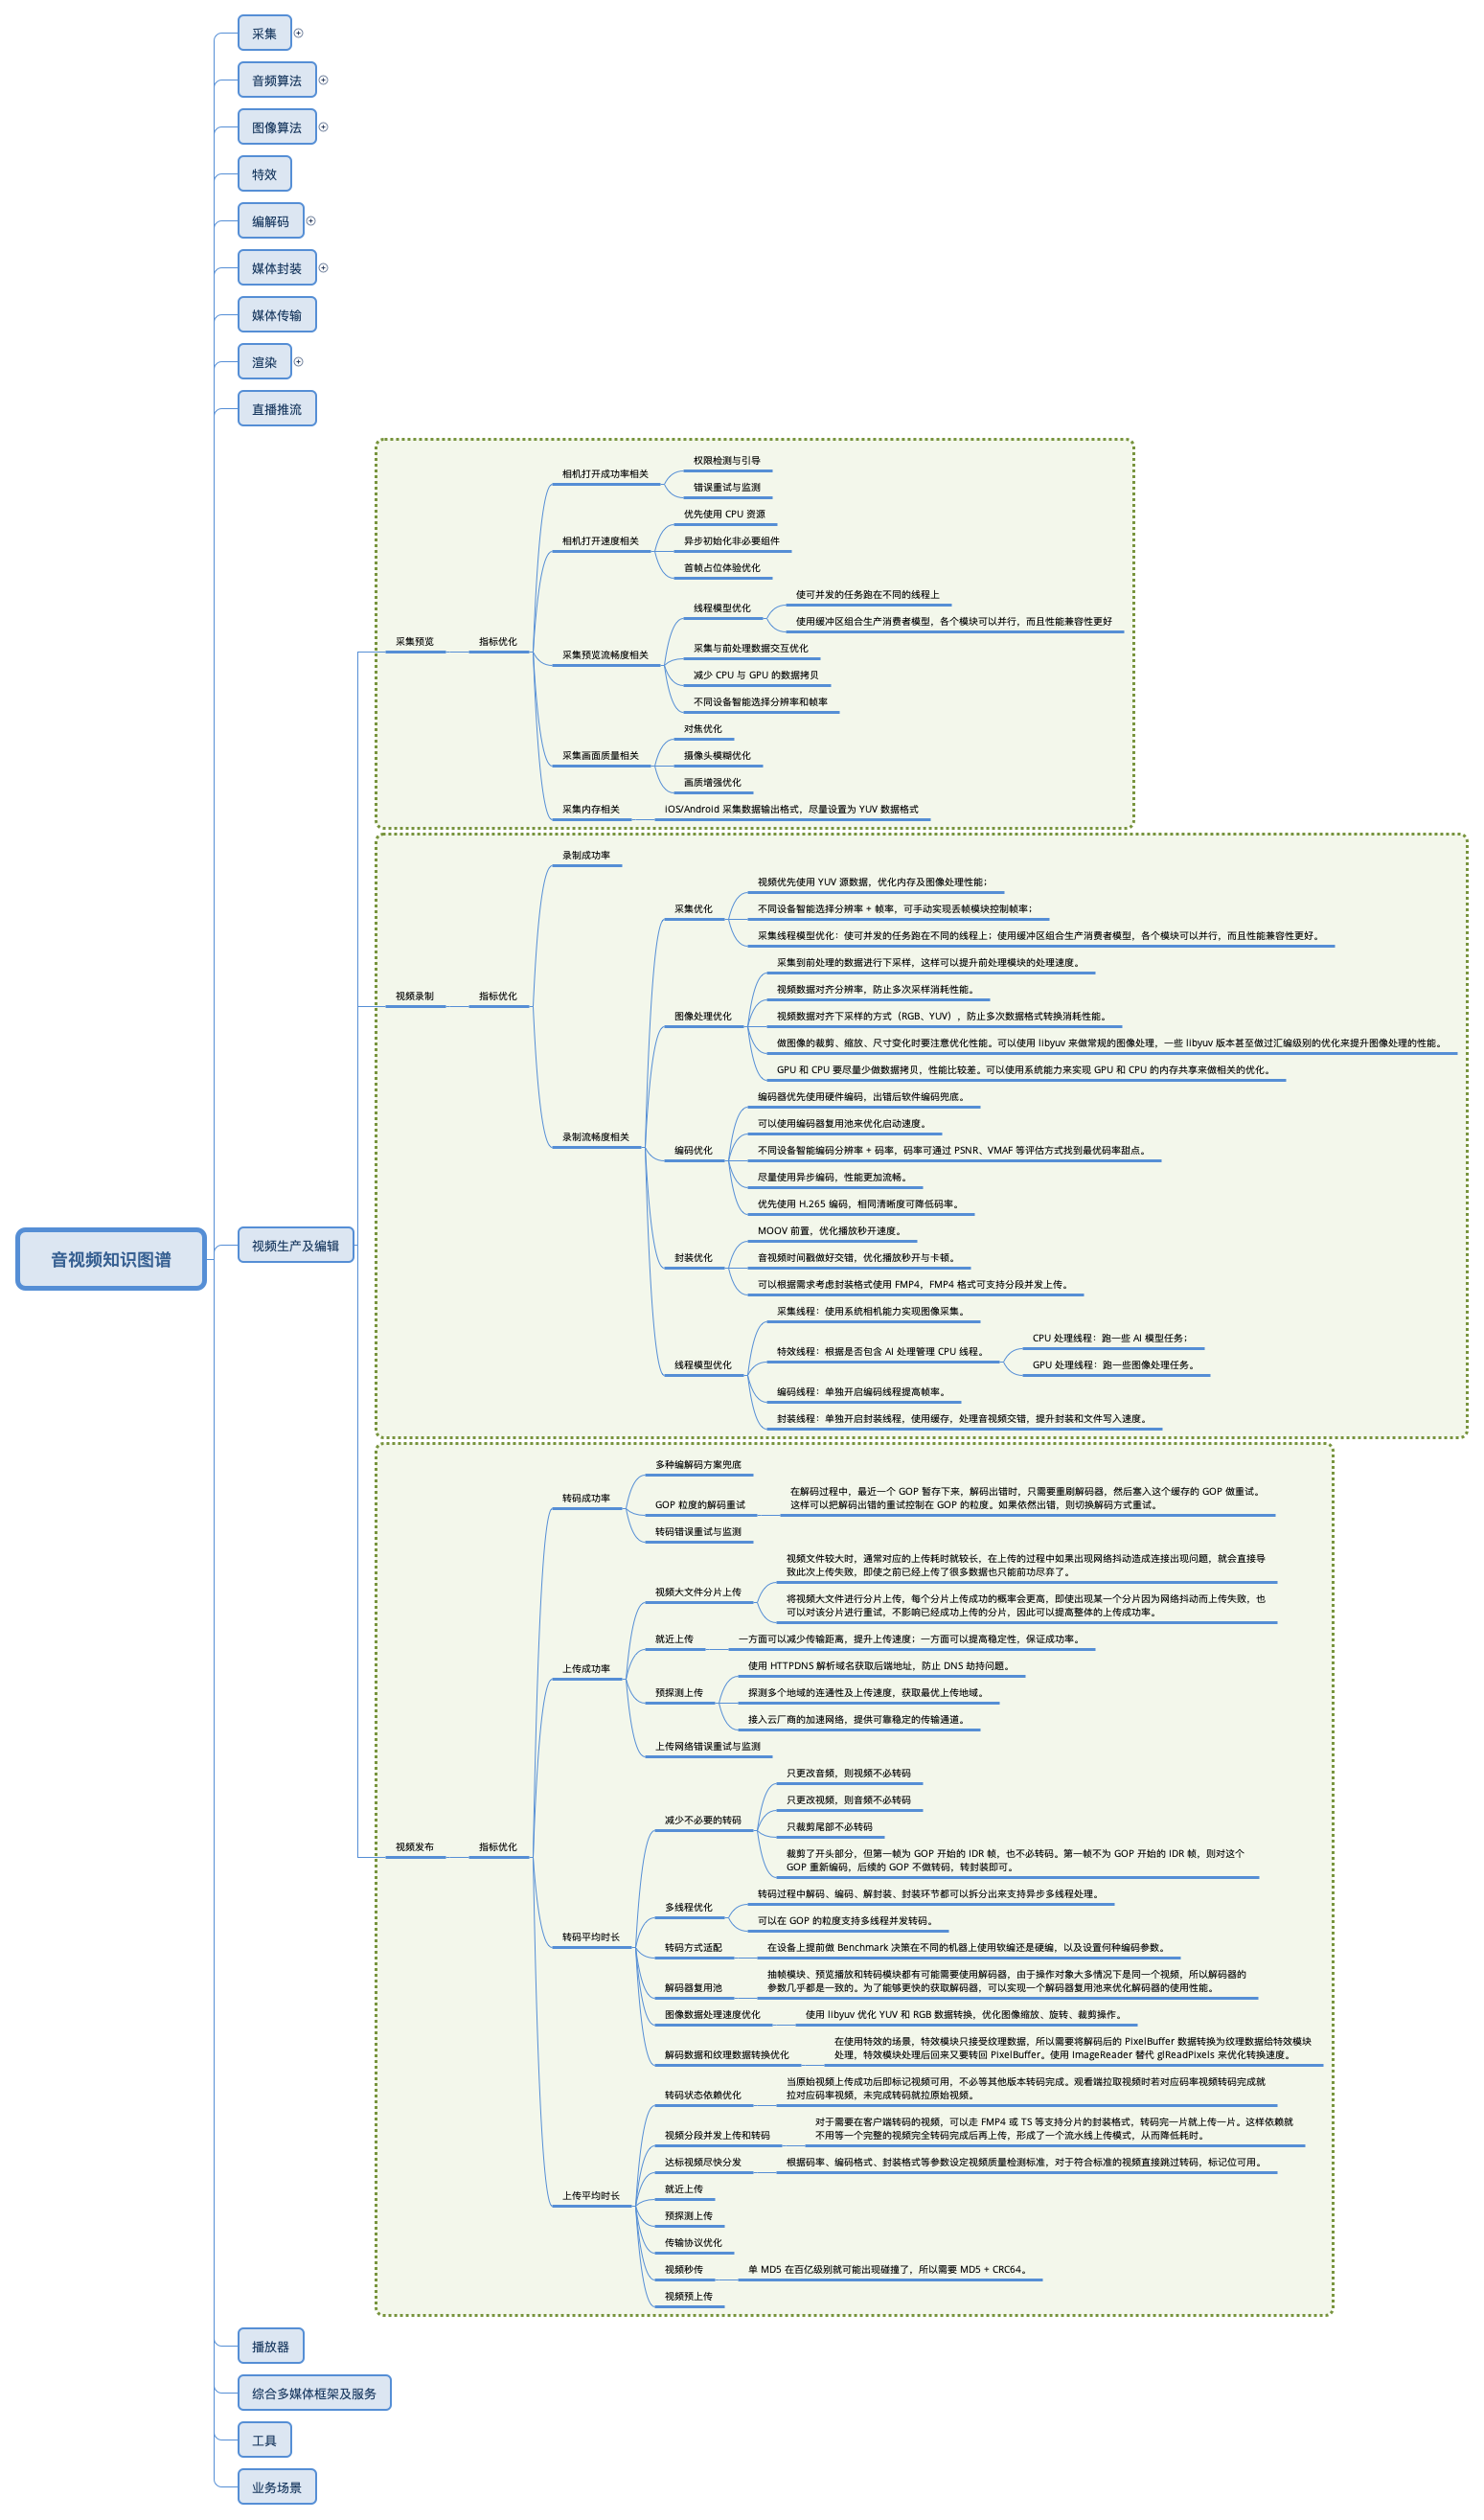 采集
音频算法
图像算法
特效
编解码
媒体封装
媒体传输
渲染
直播推流
权限检测与引导
相机打开成功率相关
错误重试与监测
优先使用 CPU 资源
相机打开速度相关
异步初始化非必要组件
首帧占位体验优化
使可并发的任务跑在不同的线程上
线程模型优化
使用缓冲区组合生产消费者模型，各个模块可以并行，而且性能兼容性更好
采集预览
指标优化
采集预览流畅度相关
采集与前处理数据交互优化
减少 CPU 与 GPU 的数据拷贝
不同设备智能选择分辨率和帧率
对焦优化
采集画面质量相关
摄像头模糊优化
画质增强优化
采集内存相关
iOS/Android 采集数据输出格式，尽量设置为 YUV 数据格式
录制成功率
视频优先使用 YUV 源数据，优化内存及图像处理性能；
采集优化
不同设备智能选择分辨率 + 帧率，可手动实现丢帧模块控制帧率；
采集线程模型优化：使可并发的任务跑在不同的线程上；使用缓冲区组合生产消费者模型，各个模块可以并行，而且性能兼容性更好。
采集到前处理的数据进行下采样，这样可以提升前处理模块的处理速度。
视频录制
指标优化
视频数据对齐分辨率，防止多次采样消耗性能。
图像处理优化
视频数据对齐下采样的方式（RGB、YUV），防止多次数据格式转换消耗性能。
做图像的裁剪、缩放、尺寸变化时要注意优化性能。可以使用 libyuv 来做常规的图像处理，一些 libyuv 版本甚至做过汇编级别的优化来提升图像处理的性能。
GPU 和 CPU 要尽量少做数据拷贝，性能比较差。可以使用系统能力来实现 GPU 和 CPU 的内存共享来做相关的优化。
编码器优先使用硬件编码，出错后软件编码兜底。
可以使用编码器复用池来优化启动速度。
录制流畅度相关
编码优化
不同设备智能编码分辨率 + 码率，码率可通过 PSNR、VMAF 等评估方式找到最优码率甜点。
尽量使用异步编码，性能更加流畅。
优先使用 H.265 编码，相同清晰度可降低码率。
MOOV 前置，优化播放秒开速度。
音视频知识图谱
视频生产及编辑
封装优化
音视频时间戳做好交错，优化播放秒开与卡顿。
可以根据需求考虑封装格式使用 FMP4，FMP4 格式可支持分段并发上传。
采集线程：使用系统相机能力实现图像采集。
线程模型优化
特效线程：根据是否包含 AI 处理管理 CPU 线程。
CPU 处理线程：跑一些 AI 模型任务；
GPU 处理线程：跑一些图像处理任务。
编码线程：单独开启编码线程提高帧率。
封装线程：单独开启封装线程，使用缓存，处理音视频交错，提升封装和文件写入速度。
多种编解码方案兜底
转码成功率
GOP 粒度的解码重试
在解码过程中，最近一个 GOP 暂存下来，解码出错时，只需要重刷解码器，然后塞入这个缓存的 GOP 做重试。
这样可以把解码出错的重试控制在 GOP 的粒度。如果依然出错，则切换解码方式重试。
转码错误重试与监测
视频文件较大时，通常对应的上传耗时就较长，在上传的过程中如果出现网络抖动造成连接出现问题，就会直接导
致此次上传失败，即使之前已经上传了很多数据也只能前功尽弃了。
视频大文件分片上传
将视频大文件进行分片上传，每个分片上传成功的概率会更高，即使出现某一个分片因为网络抖动而上传失败，也
可以对该分片进行重试，不影响已经成功上传的分片，因此可以提高整体的上传成功率。
上传成功率
就近上传
一方面可以减少传输距离，提升上传速度；一方面可以提高稳定性，保证成功率。
使用 HTTPDNS 解析域名获取后端地址，防止 DNS 劫持问题。
预探测上传
探测多个地域的连通性及上传速度，获取最优上传地域。
接入云厂商的加速网络，提供可靠稳定的传输通道。
上传网络错误重试与监测
只更改音频，则视频不必转码
只更改视频，则音频不必转码
减少不必要的转码
只裁剪尾部不必转码
视频发布
指标优化
裁剪了开头部分，但第一帧为 GOP 开始的 IDR 帧，也不必转码。第一帧不为 GOP 开始的 IDR 帧，则对这个
GOP 重新编码，后续的 GOP 不做转码，转封装即可。
转码过程中解码、编码、解封装、封装环节都可以拆分出来支持异步多线程处理。
多线程优化
可以在 GOP 的粒度支持多线程并发转码。
转码平均时长
转码方式适配
在设备上提前做 Benchmark 决策在不同的机器上使用软编还是硬编，以及设置何种编码参数。
解码器复用池
抽帧模块、预览播放和转码模块都有可能需要使用解码器，由于操作对象大多情况下是同一个视频，所以解码器的
参数几乎都是一致的。为了能够更快的获取解码器，可以实现一个解码器复用池来优化解码器的使用性能。
图像数据处理速度优化
使用 libyuv 优化 YUV 和 RGB 数据转换，优化图像缩放、旋转、裁剪操作。
解码数据和纹理数据转换优化
在使用特效的场景，特效模块只接受纹理数据，所以需要将解码后的 PixelBuffer 数据转换为纹理数据给特效模块
处理，特效模块处理后回来又要转回 PixelBuffer。使用 ImageReader 替代 glReadPixels 来优化转换速度。
转码状态依赖优化
当原始视频上传成功后即标记视频可用，不必等其他版本转码完成。观看端拉取视频时若对应码率视频转码完成就
拉对应码率视频，未完成转码就拉原始视频。
视频分段并发上传和转码
对于需要在客户端转码的视频，可以走 FMP4 或 TS 等支持分片的封装格式，转码完一片就上传一片。这样依赖就
不用等一个完整的视频完全转码完成后再上传，形成了一个流水线上传模式，从而降低耗时。
达标视频尽快分发
根据码率、编码格式、封装格式等参数设定视频质量检测标准，对于符合标准的视频直接跳过转码，标记位可用。
上传平均时长
就近上传
预探测上传
传输协议优化
视频秒传
单 MD5 在百亿级别就可能出现碰撞了，所以需要 MD5 + CRC64。
视频预上传
播放器
综合多媒体框架及服务
工具
业务场景